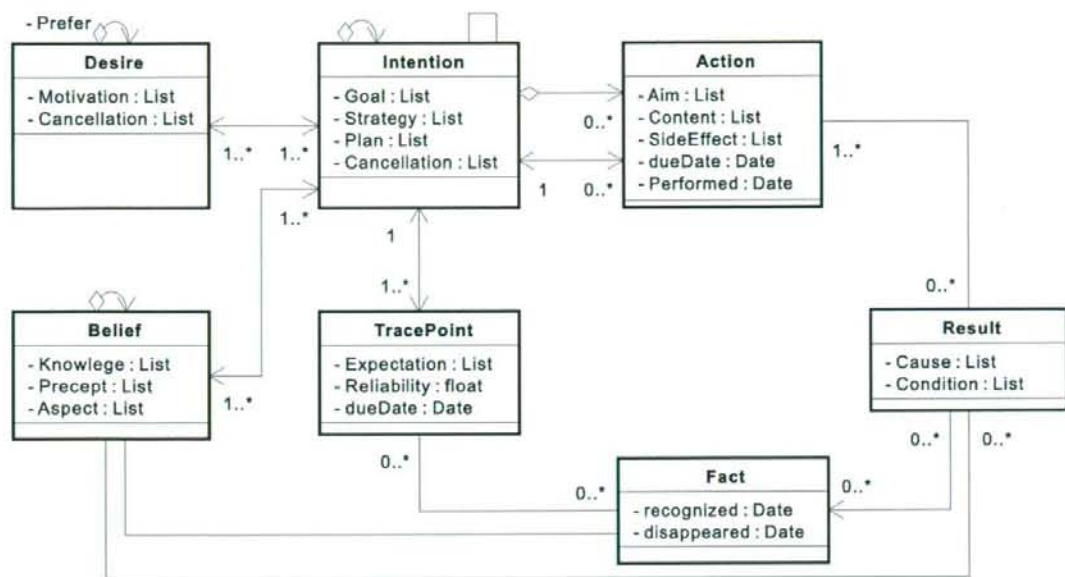 - Prefer
Desire
- Motivation : List
- Cancellation : List
Intention
- Goal : List
- Strategy : List
- Plan : List
- Cancellation : List
Action
- Aim : List
- Content : List
- SideEffect : List
- dueDate : Date
- Performed : Date
1..*
1..*
0..*
1
0..*
1..*
1..*
1
1..*
0..*
Belief
- Knowlege : List
- Precept : List
- Aspect : List
1..*
TracePoint
- Expectation : List
- Reliability : float
- dueDate : Date
Result
- Cause : List
- Condition : List
0..*
0..*
0..*
0..*
0..*
Fact
- recognized : Date
- disappeared : Date